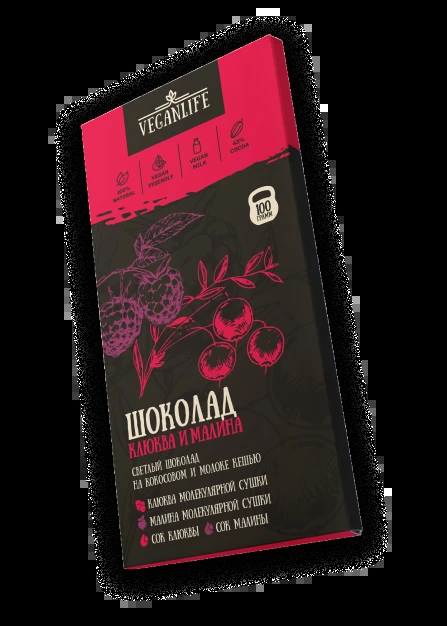 VEGANLIFE
100%
NATURAL
VEGAN
FRIENDLY
VEGAN
MILK
43%
COCOA
100
ГРАММ
ШОКОЛАД
КЛЮКВА И МАЛИНА
СВЕТЛЫЙ ШОКОЛАД
НА КОКОСОВОМ И МОЛОКЕ КЕШЬЮ
КЛЮКВА МОЛЕКУЛЯРНОЙ СУШКИ
МАЛИНА МОЛЕКУЛЯРНОЙ СУШКИ
СОК КЛЮКВЫ СОК МАЛИНЫ